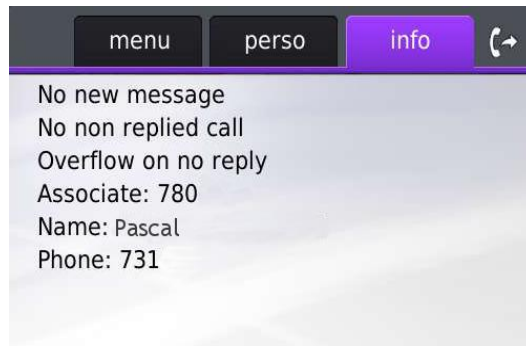 menu perso info
No new message
No non replied call
Overflow on no reply
Associate: 780
Name: Pascal
Phone: 731